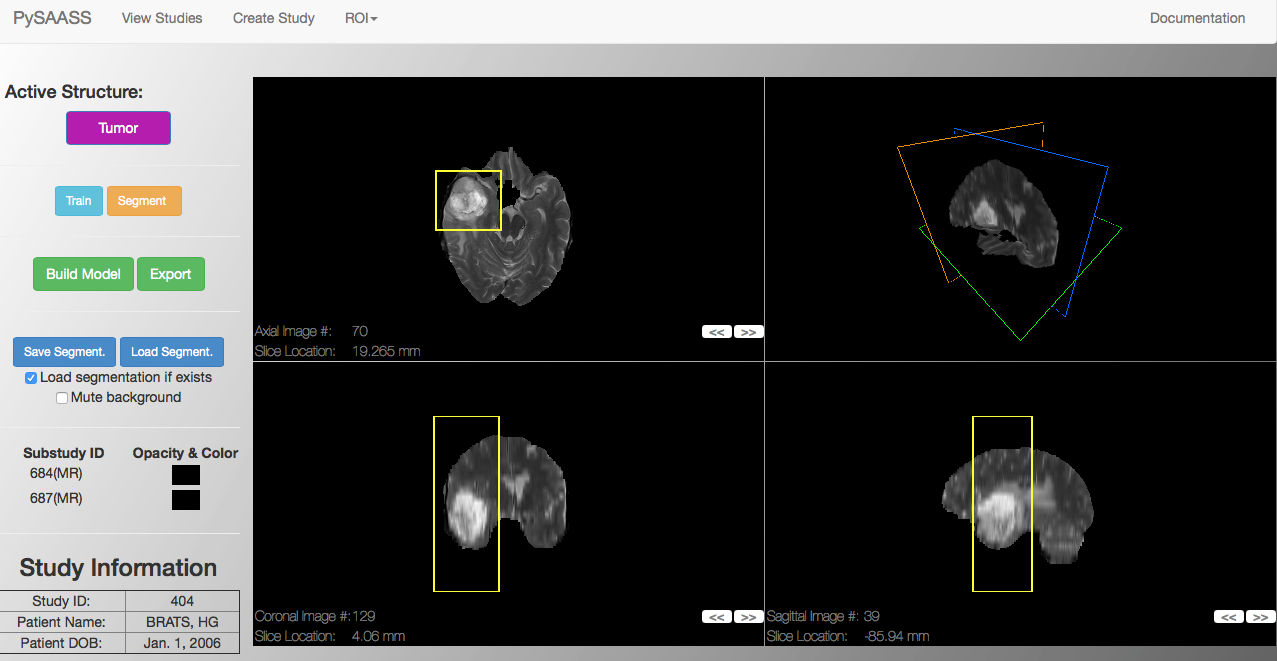 PySAASS View Studies Create Study ROI Documentation
Active Structure:
Tumor
Train Segment
Build Model Export
Save Segment. Load Segment.
Load segmentation if exists
Mute background
Substudy ID Opacity & Color
684(MR)
687(MR)
Study Information
Study ID: 404
Patient Name: BRATS, HG
Patient DOB: Jan. 1, 2006
Axial Image #: 70
<< >>
Slice Location: 19.265 mm
Coronal Image #: 129
<< >>
Slice Location: 4.06 mm
Sagittal Image #: 39
<< >>
Slice Location: -85.94 mm